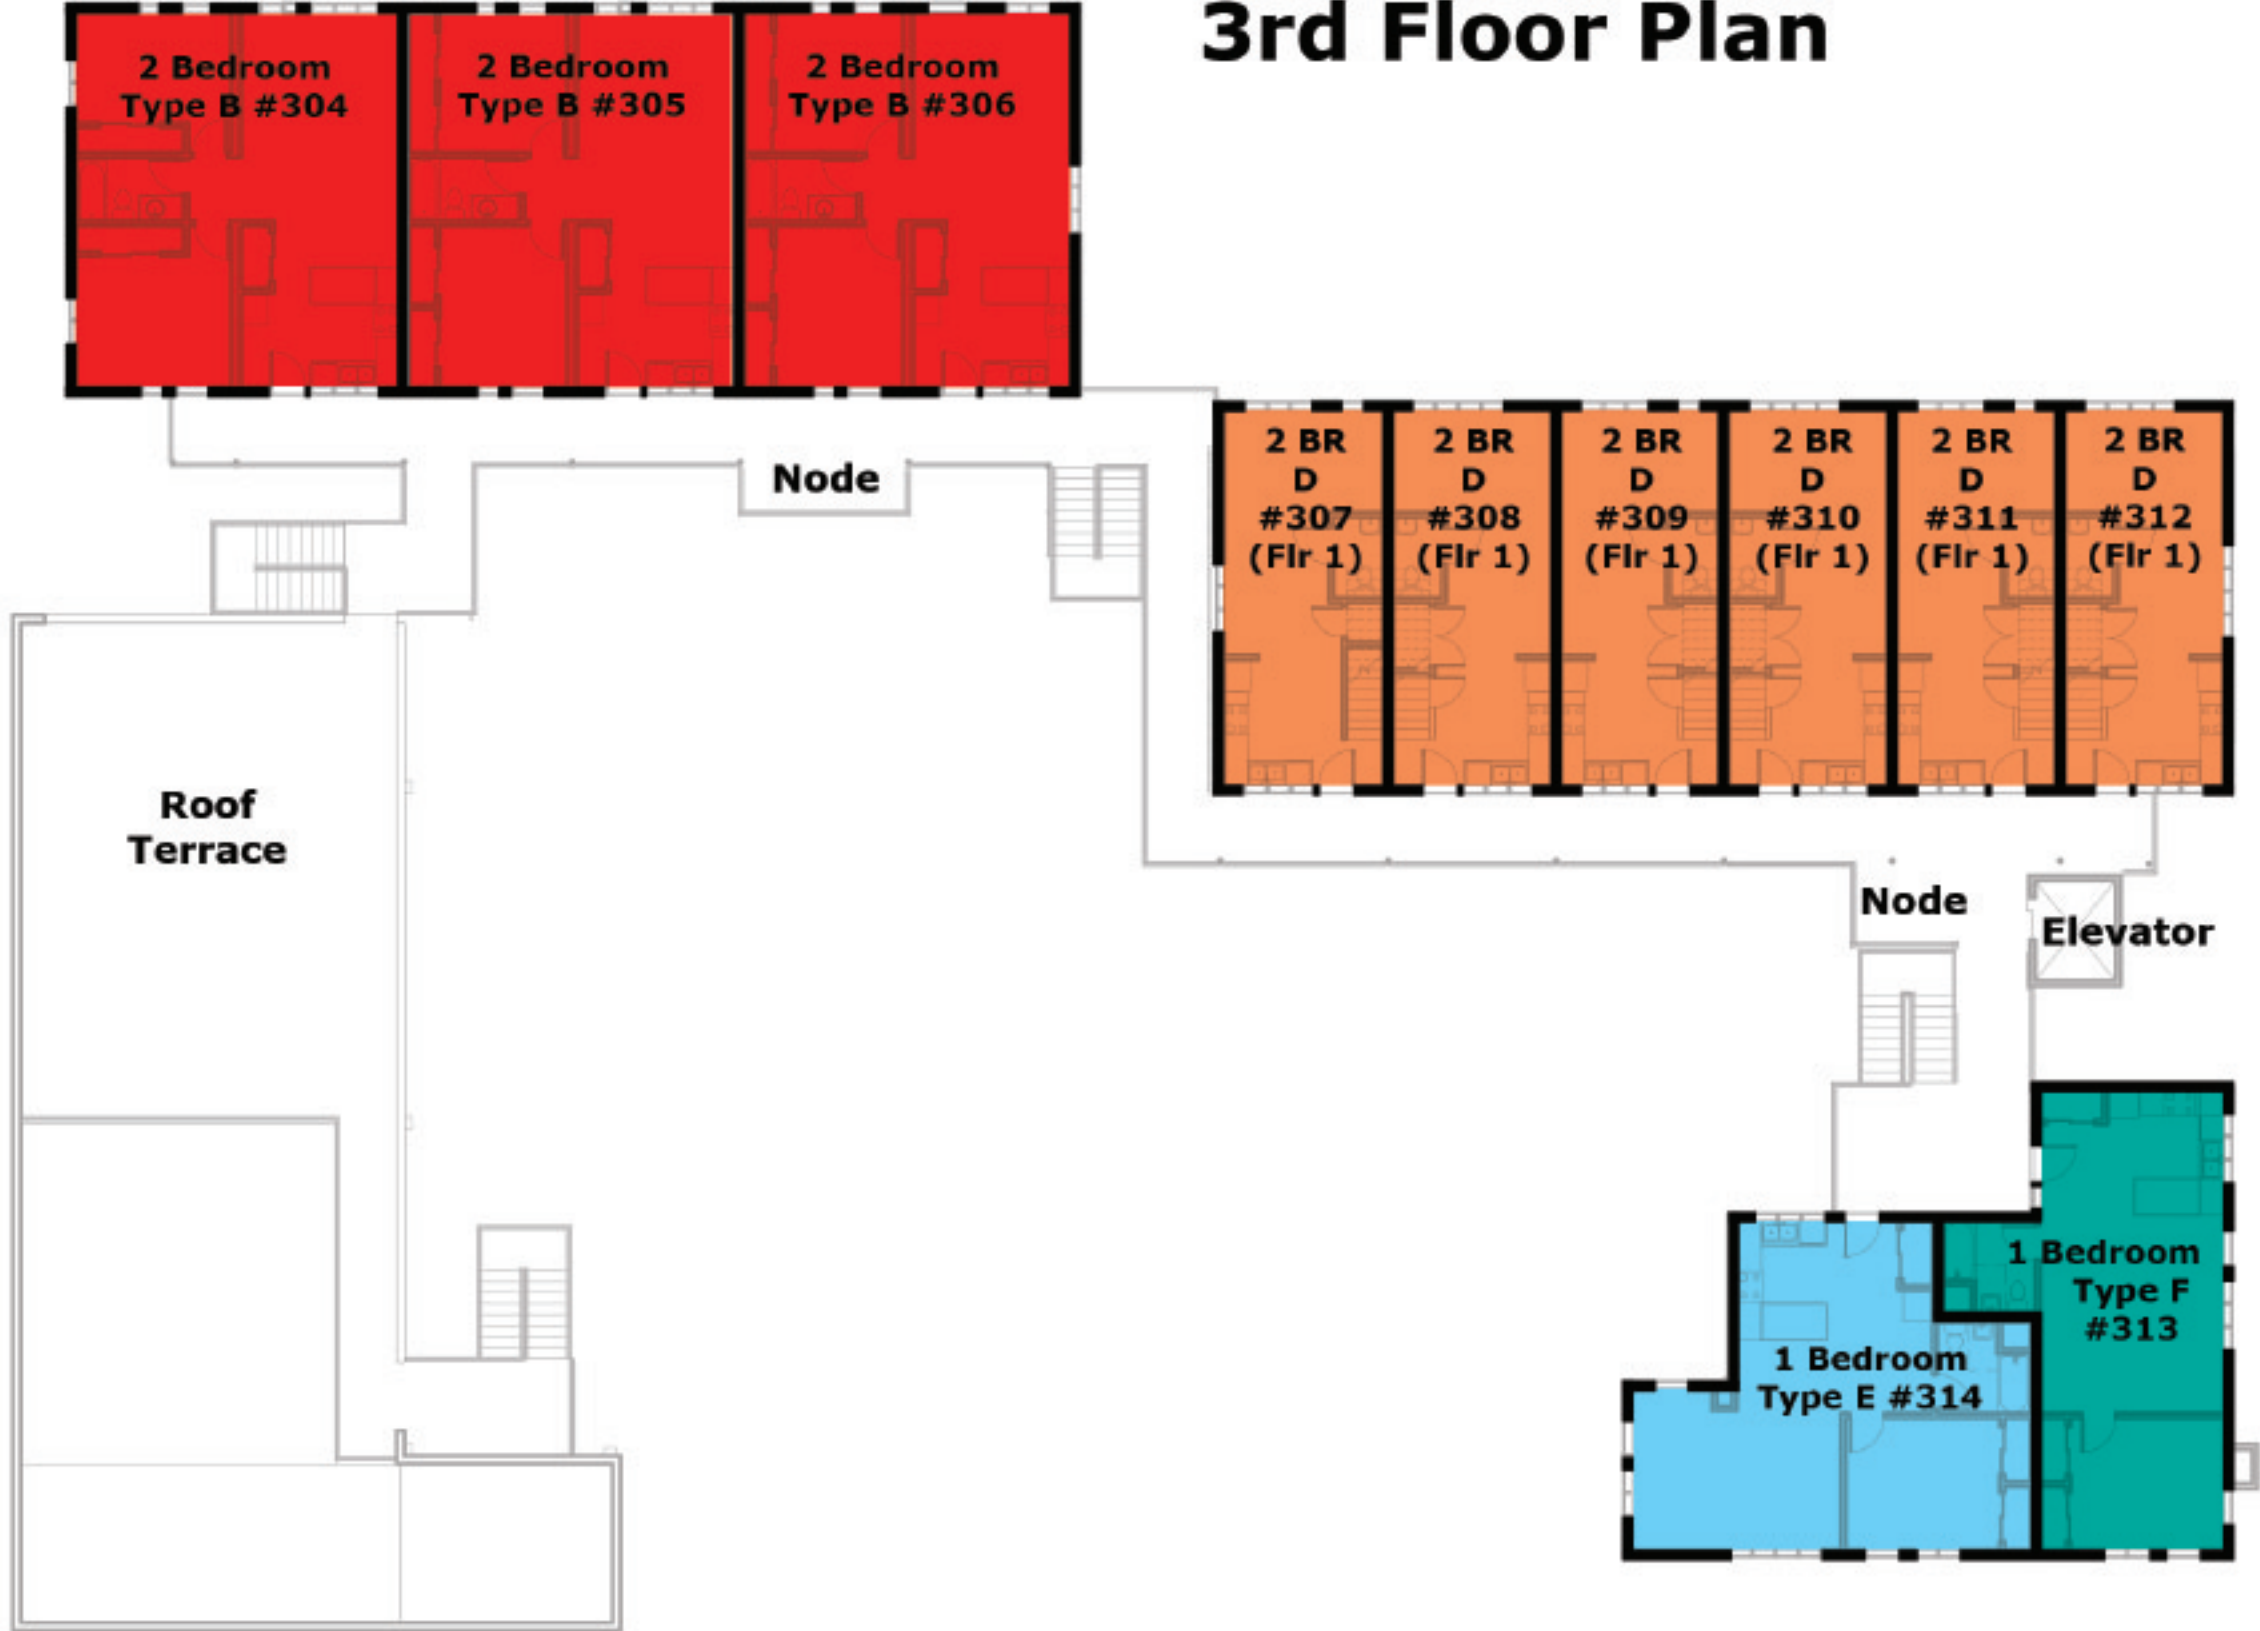 3rd Floor Plan
2 Bedroom
Type B #304
2 Bedroom
Type B #305
2 Bedroom
Type B #306
Node
2 BR
D
#307
(Flr 1)
2 BR
D
#308
(Flr 1)
2 BR
D
#309
(Flr 1)
2 BR
D
#310
(Flr 1)
2 BR
D
#311
(Flr 1)
2 BR
D
#312
(Flr 1)
Roof
Terrace
Node
Elevator
1 Bedroom
Type F
#313
1 Bedroom
Type E #314